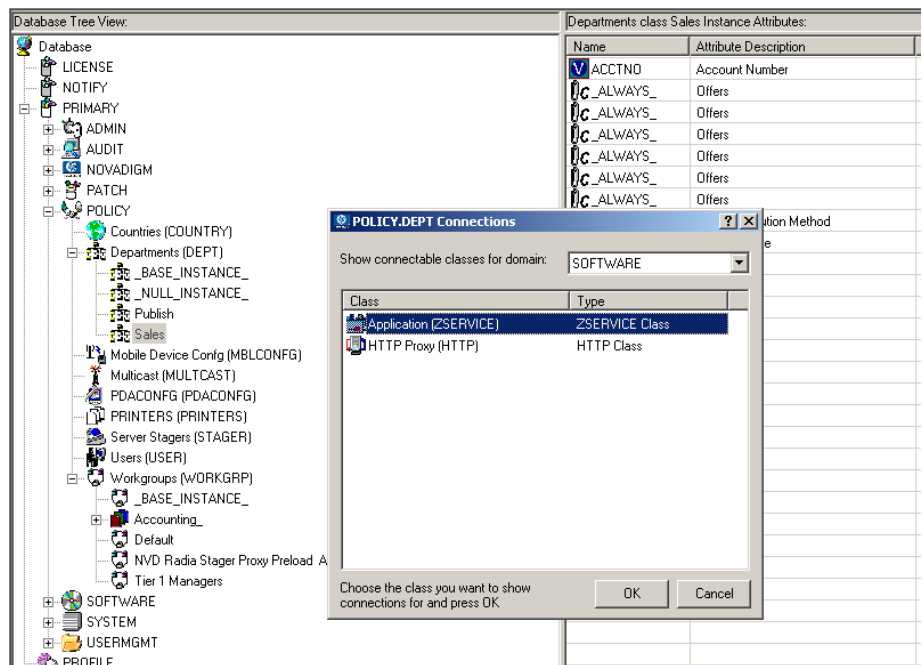 Database Tree View:
Database
LICENSE
NOTIFY
PRIMARY
ADMIN
AUDIT
NOVADIGM
PATCH
POLICY
Countries (COUNTRY)
Departments (DEPT)
_BASE_INSTANCE_
_NULL_INSTANCE_
Publish
Sales
Mobile Device Confg (MBLCONFG)
Multicast (MULTCAST)
PDACONFG (PDACONFG)
PRINTERS (PRINTERS)
Server Stagers (STAGER)
Users (USER)
Workgroups (WORKGRP)
_BASE_INSTANCE_
Accounting_
Default
NVD Radia Stager Proxy Preload A
Tier 1 Managers
SOFTWARE
SYSTEM
USERMGMT
PROFILE
Departments class Sales Instance Attributes:
Name Attribute Description
V ACCTNO Account Number
C _ALWAYS_ Offers
C _ALWAYS_ Offers
C _ALWAYS_ Offers
C _ALWAYS_ Offers
C _ALWAYS_ Offers
C _ALWAYS_ Offers
ution Method
e
POLICY.DEPT Connections
Show connectable classes for domain: SOFTWARE
Class Type
Application (ZSERVICE) ZSERVICE Class
HTTP Proxy (HTTP) HTTP Class
Choose the class you want to show
connections for and press OK
OK Cancel